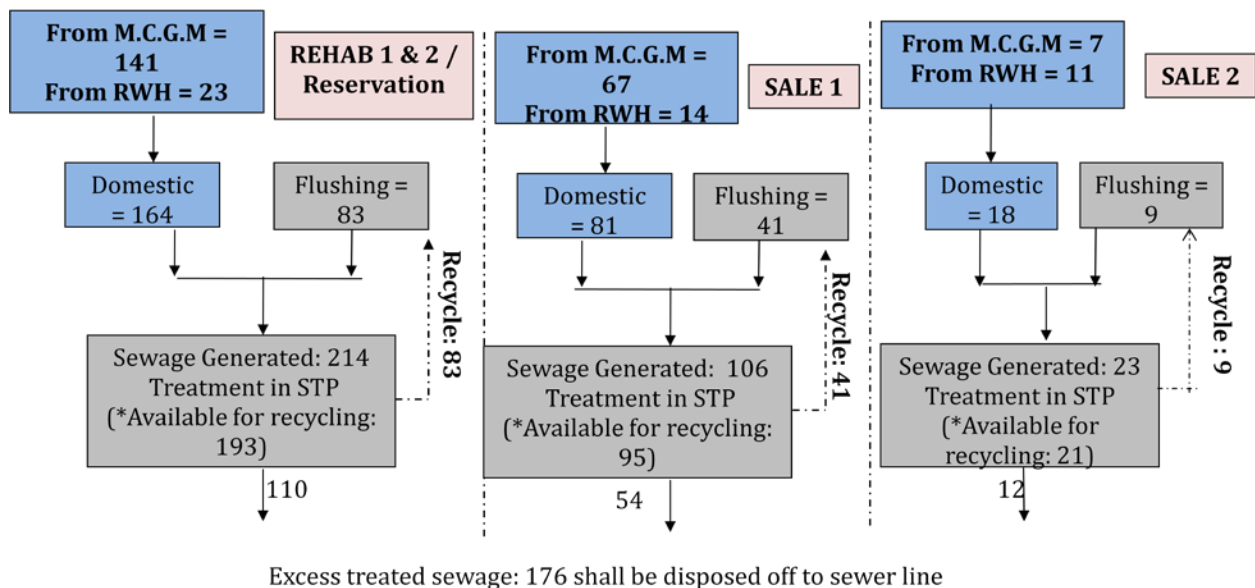 From M.C.G.M =
141
From RWH = 23
REHAB 1 & 2 /
Reservation
Domestic
= 164
Flushing =
83
Recycle: 83
Sewage Generated: 214
Treatment in STP
(*Available for recycling:
193)
110
From M.C.G.M =
67
From RWH = 14
SALE 1
Domestic
= 81
Flushing =
41
Recycle: 41
Sewage Generated:  106
Treatment in STP
(*Available for recycling:
95)
54
From M.C.G.M = 7
From RWH = 11
SALE 2
Domestic
= 18
Flushing =
9
Recycle : 9
Sewage Generated: 23
Treatment in STP
(*Available for
recycling: 21)
12
Excess treated sewage: 176 shall be disposed off to sewer line